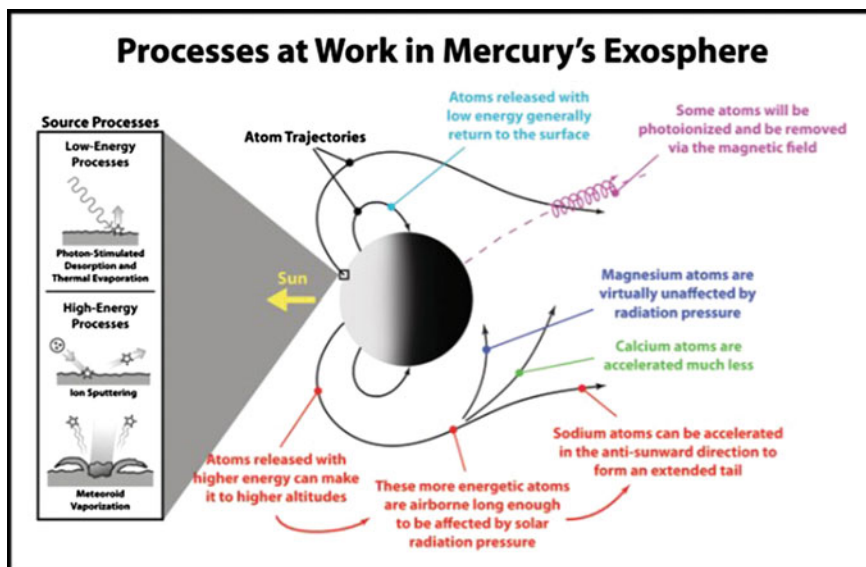 Processes at Work in Mercury's Exosphere
Source Processes
Low-Energy
Processes
Photon-Stimulated
Desorption and
Thermal Evaporation
High-Energy
Processes
Ion Sputtering
Meteoroid
Vaporization
Atom Trajectories
Atoms released with
low energy generally
return to the surface
Some atoms will be
photoionized and be removed
via the magnetic field
Sun
Magnesium atoms are
virtually unaffected by
radiation pressure
Calcium atoms are
accelerated much less
Sodium atoms can be accelerated
in the anti-sunward direction to
form an extended tail
Atoms released with
higher energy can make
it to higher altitudes
These more energetic atoms
are airborne long enough
to be affected by solar
radiation pressure